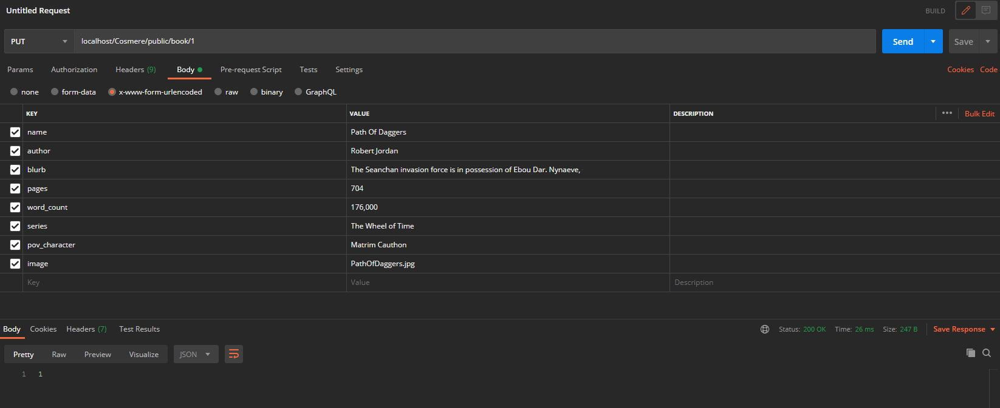 Untitled Request BUILD
PUT localhost/Cosmere/public/book/1 Send Save
Params Authorization Headers (9) Body Pre-request Script Tests Settings Cookies Code
none form-data x-www-form-urlencoded raw binary GraphQL
KEY VALUE DESCRIPTION ••• Bulk Edit
name Path Of Daggers
author Robert Jordan
blurb The Seanchan invasion force is in possession of Ebou Dar. Nynaeve,
pages 704
word_count 176,000
series The Wheel of Time
pov_character Matrim Cauthon
image PathOfDaggers.jpg
Key Value Description
Body Cookies Headers (7) Test Results Status: 200 OK Time: 26 ms Size: 247 B Save Response
Pretty Raw Preview Visualize JSON
1 1